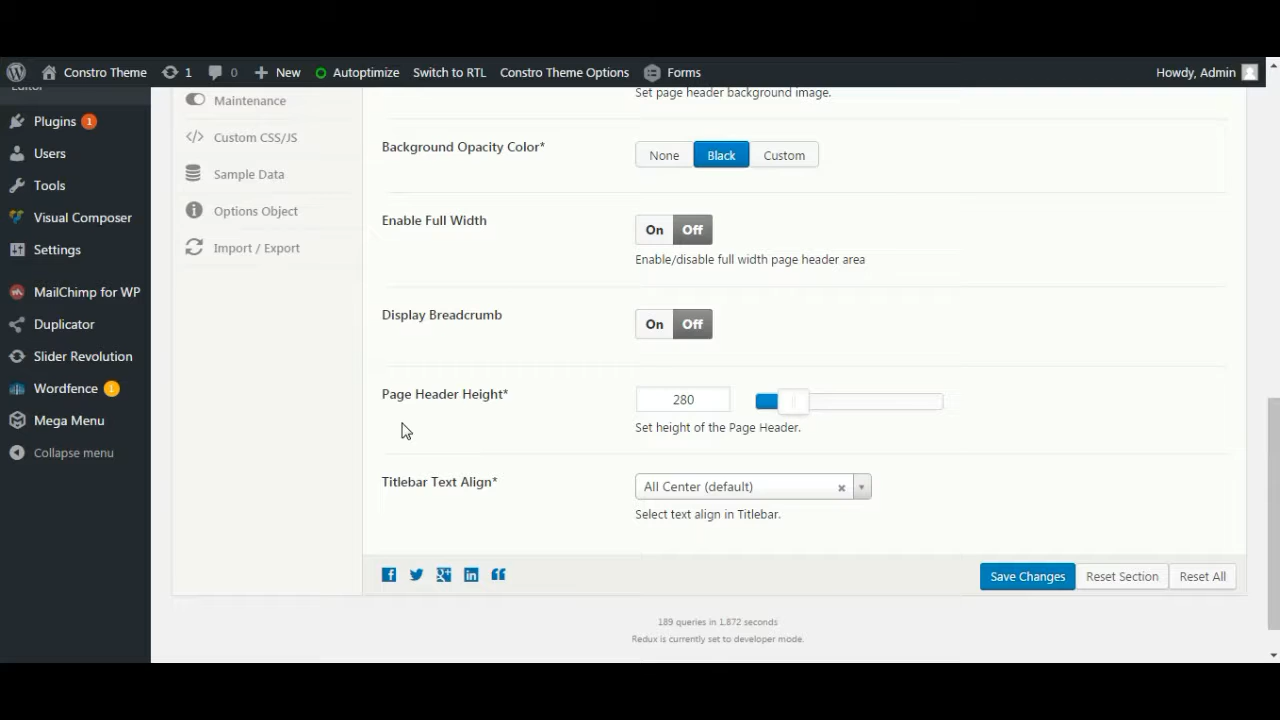 Constro Theme 1 0 New Autoptimize Switch to RTL Constro Theme Options Forms Howdy, Admin
Plugins 1
Users
Tools
Visual Composer
Settings
MailChimp for WP
Duplicator
Slider Revolution
Wordfence 1
Mega Menu
Collapse menu
Maintenance
Custom CSS/JS
Sample Data
Options Object
Import / Export
Set page header background image.
Background Opacity Color*
None Black Custom
Enable Full Width
On Off
Enable/disable full width page header area
Display Breadcrumb
On Off
Page Header Height*
280
Set height of the Page Header.
Titlebar Text Align*
All Center (default)
Select text align in Titlebar.
Save Changes Reset Section Reset All
189 queries in 1,872 seconds
Redux is currently set to developer mode.